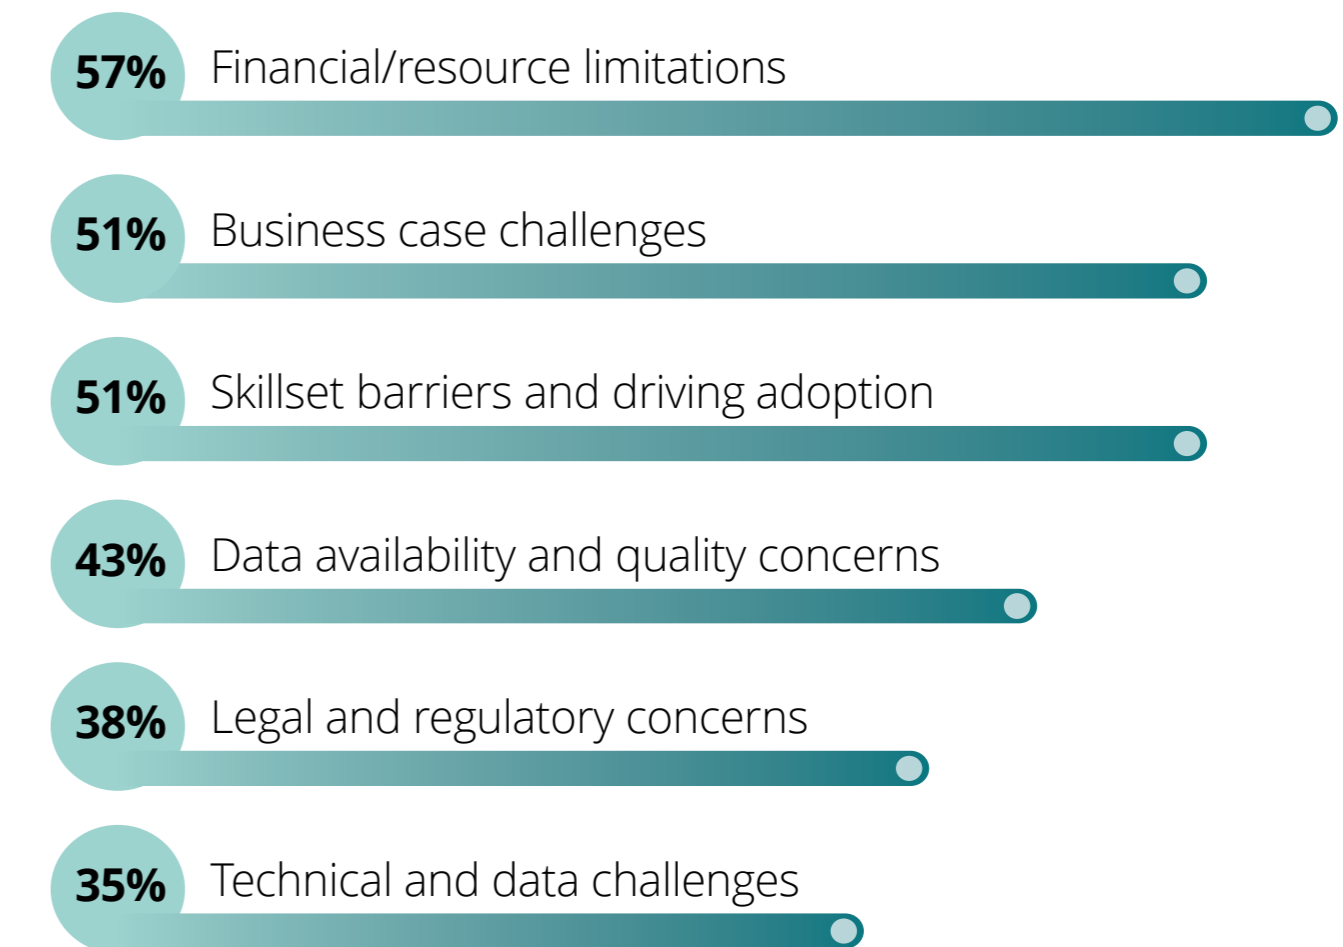 57% Financial/resource limitations
51% Business case challenges
51% Skillset barriers and driving adoption
43% Data availability and quality concerns
38% Legal and regulatory concerns
35% Technical and data challenges